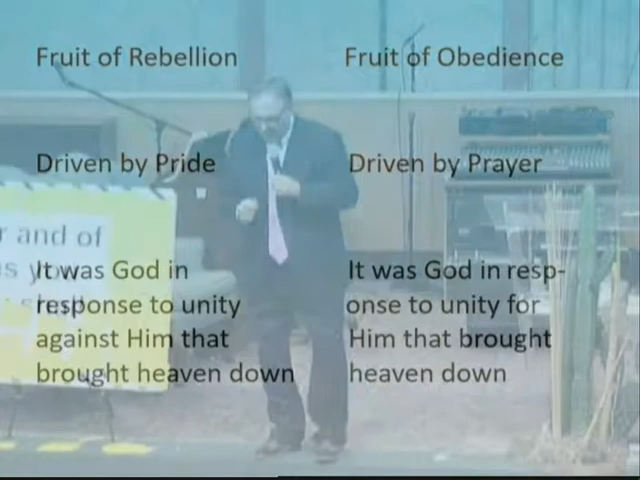 Fruit of Rebellion
Fruit of Obedience
Driven by Pride
Driven by Prayer
It was God in
response to unity
against Him that
brought heaven down
It was God in resp-
onse to unity for
Him that brought
heaven down
r and of